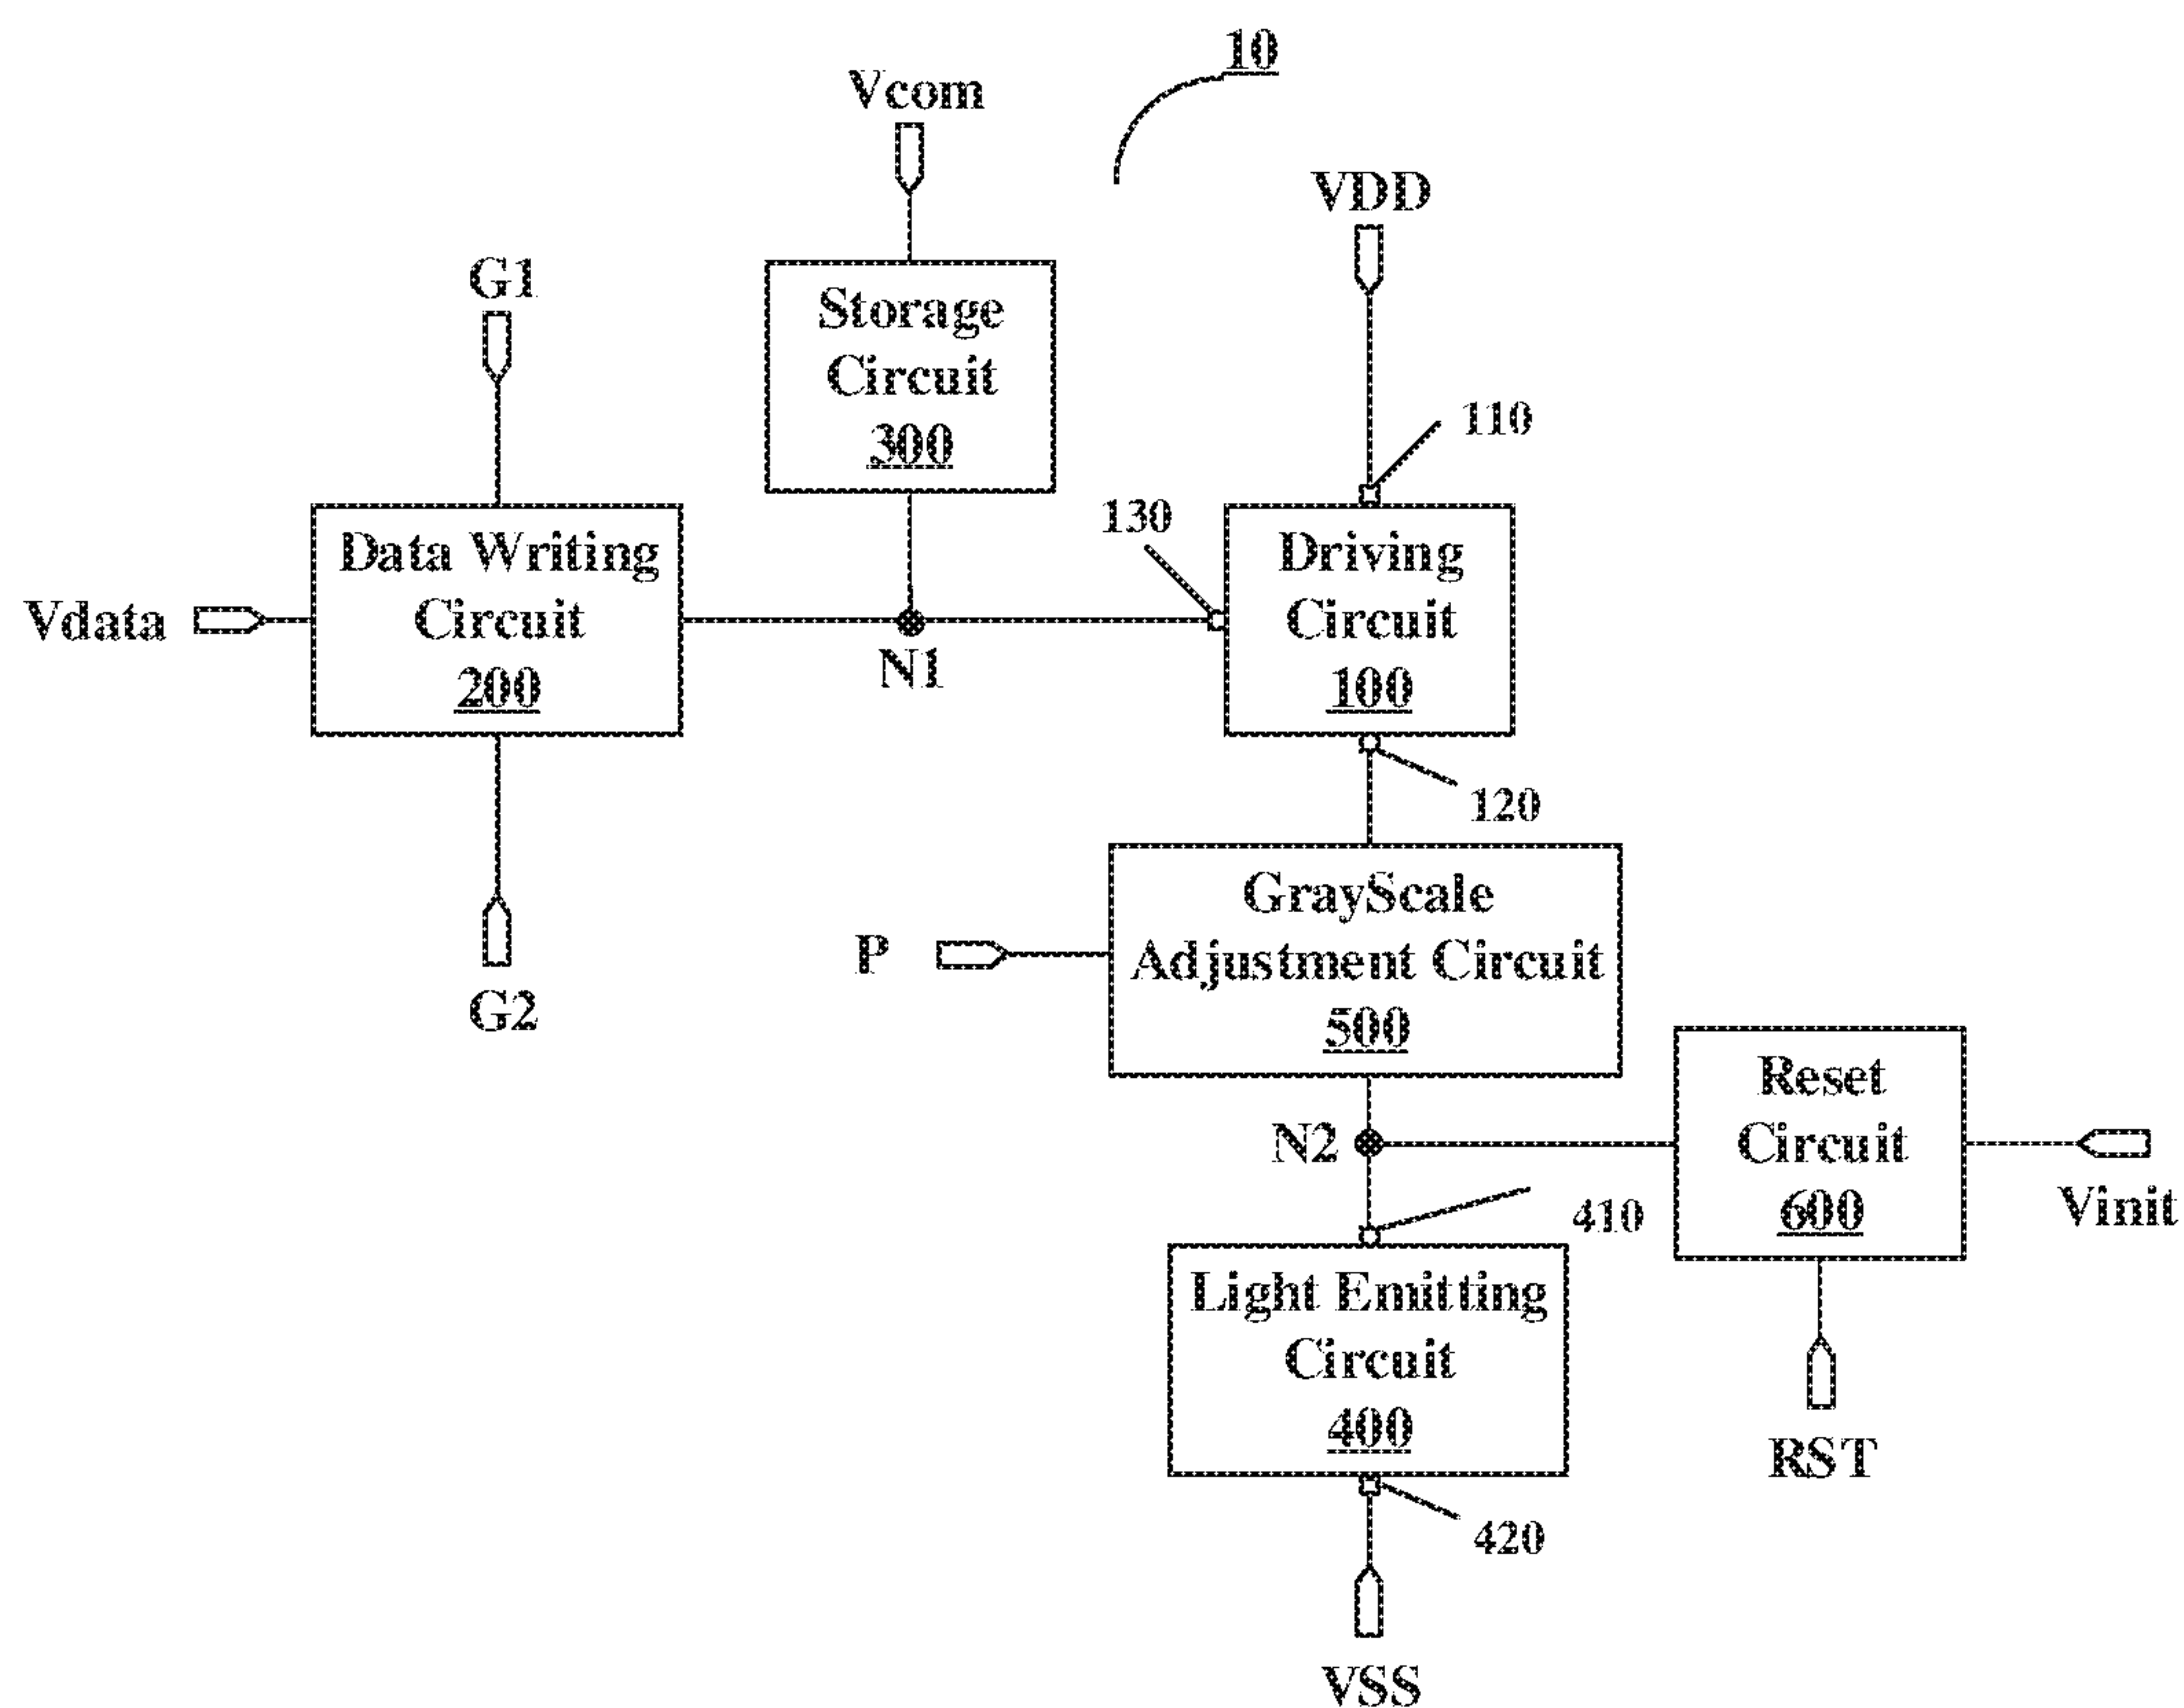 10
Vcom
VDD
G1
Storage
Circuit
300
110
130
Data Writing
Circuit
200
Driving
Circuit
100
Vdata
N1
120
GrayScale
Adjustment Circuit
500
P
G2
Reset
Circuit
600
N2
410
Vinit
Light Emitting
Circuit
400
RST
420
VSS